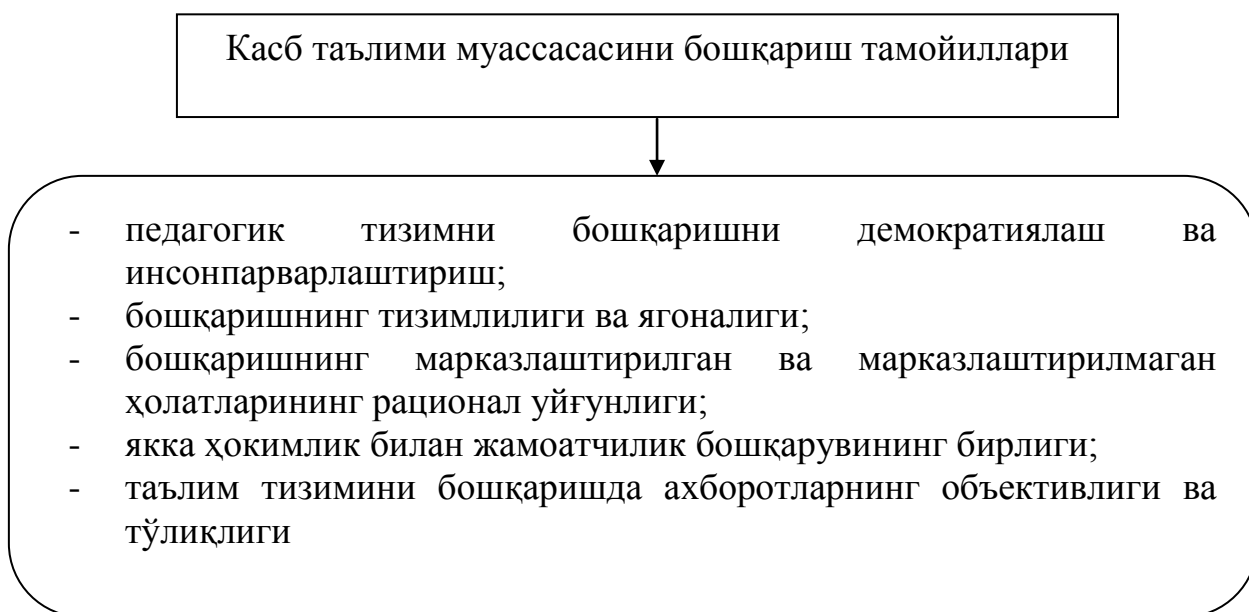 Касб таълими муассасасини бошқариш тамойиллари
- педагогик тизимни бошқаришни демократиялаш ва
инсонпарварлаштириш;
- бошқаришнинг тизимлилиги ва ягоналиги;
- бошқаришнинг марказлаштирилган ва марказлаштирилмаган
ҳолатларининг рационал уйғунлиги;
- якка ҳокимлик билан жамоатчилик бошқарувининг бирлиги;
- таълим тизимини бошқаришда ахборотларнинг объективлиги ва
тўлиқлиги